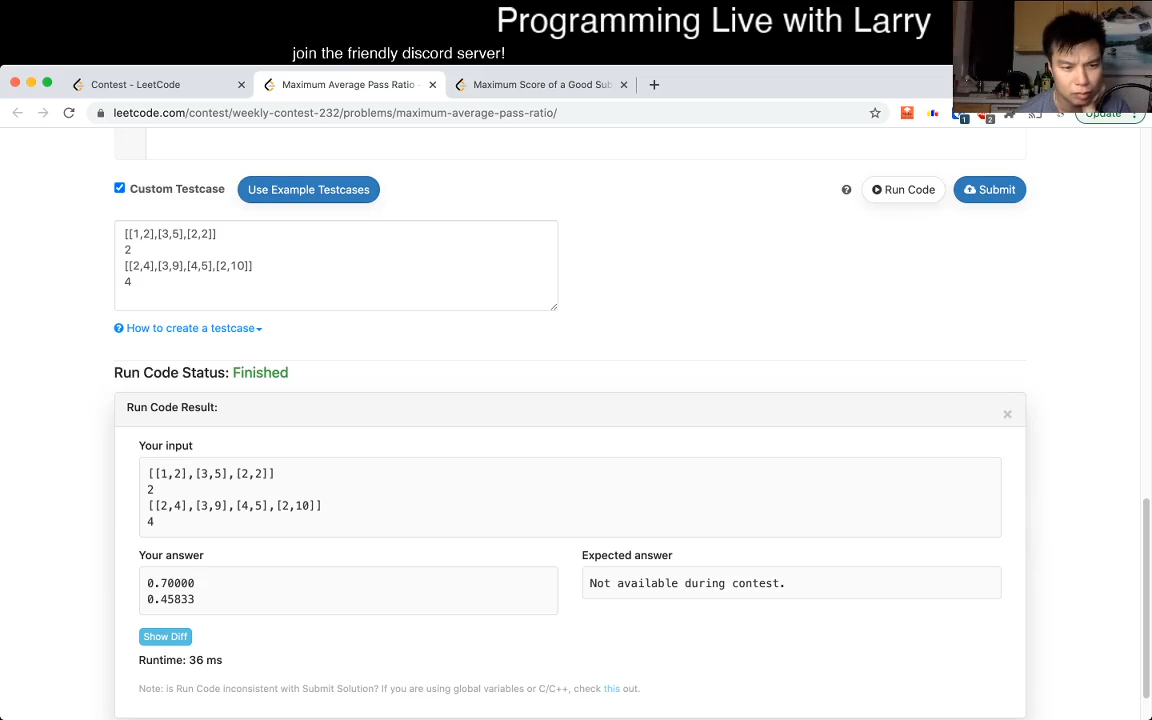 Programming Live with Larry
join the friendly discord server!
Contest - LeetCode
Maximum Average Pass Ratio -
Maximum Score of a Good Sub
leetcode.com/contest/weekly-contest-232/problems/maximum-average-pass-ratio/
1
2
Update
Custom Testcase
Use Example Testcases
Run Code
Submit
[[1,2],[3,5],[2,2]]
2
[[2,4],[3,9],[4,5],[2,10]]
4
How to create a testcase
Run Code Status: Finished
Run Code Result:
Your input
[[1,2],[3,5],[2,2]]
2
[[2,4],[3,9],[4,5],[2,10]]
4
Your answer
Expected answer
0.70000
0.45833
Not available during contest.
Show Diff
Runtime: 36 ms
Note: is Run Code inconsistent with Submit Solution? If you are using global variables or C/C++, check this out.